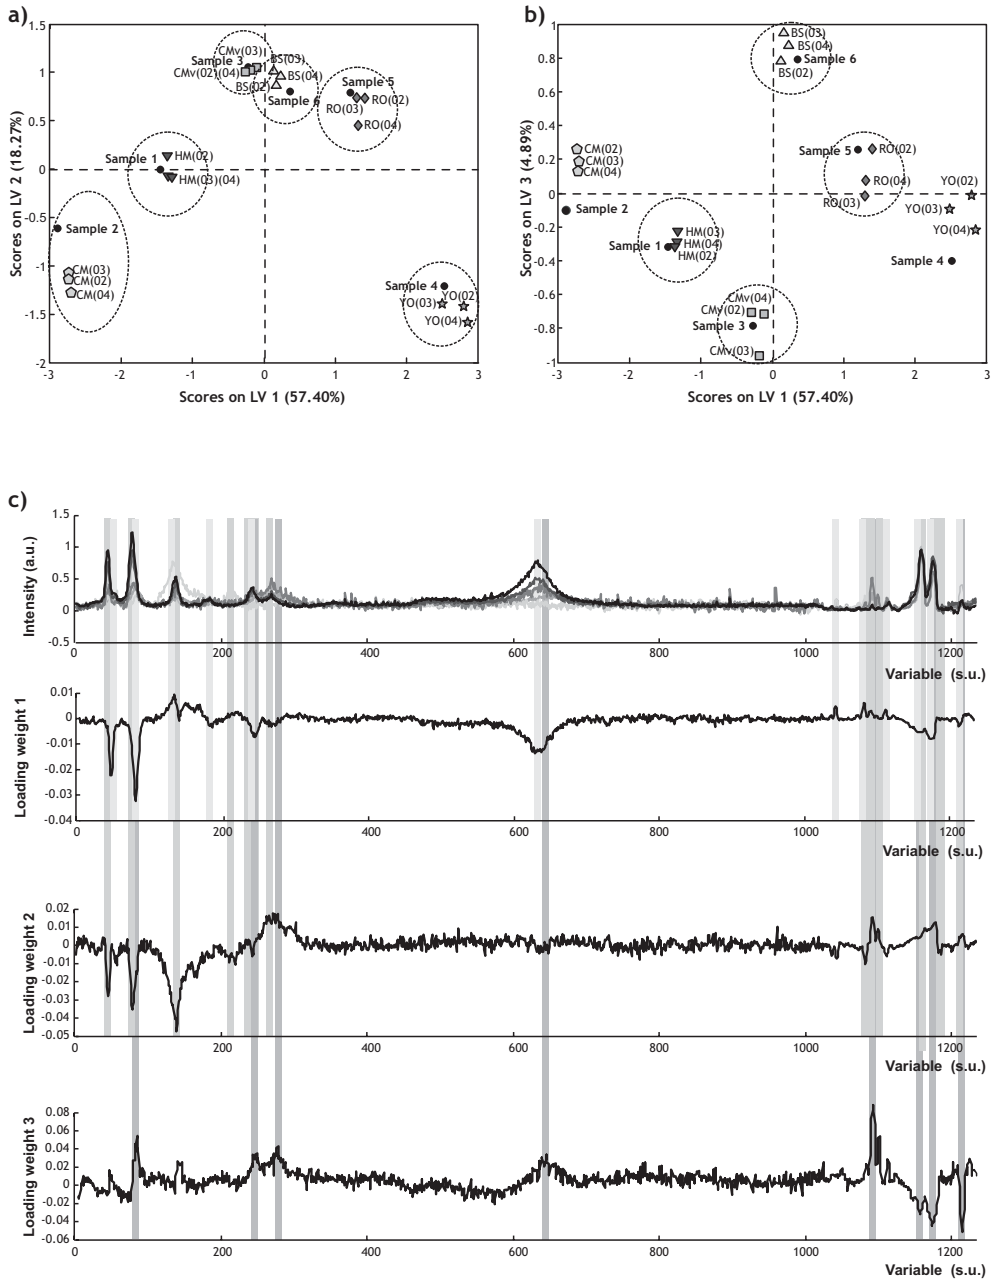 a)
1.5
1
0.5
0
-0.5
-1
-1.5
-2
-3
-2
-1
0
1
2
3
Scores on LV 2 (18.27%)
Scores on LV 1 (57.40%)
CMv(03)
Sample 3
CMv(02)(04)
BS(03)
BS(04)
BS(02)
Sample 6
Sample 5
RO(02)
RO(03)
RO(04)
Sample 1
HM(02)
HM(03)(04)
Sample 2
CM(03)
CM(02)
CM(04)
Sample 4
YO(02)
YO(03)
YO(04)
b)
1
0.8
0.6
0.4
0.2
0
-0.2
-0.4
-0.6
-0.8
-1
-3
-2
-1
0
1
2
3
Scores on LV 3 (4.89%)
Scores on LV 1 (57.40%)
BS(03)
BS(04)
Sample 6
BS(02)
CM(02)
CM(03)
CM(04)
Sample 5
RO(02)
RO(04)
RO(03)
YO(02)
YO(03)
YO(04)
Sample 4
Sample 2
HM(03)
Sample 1
HM(04)
HM(02)
CMv(04)
CMv(02)
Sample 3
CMv(03)
c)
Intensity (a.u.)
1.5
1
0.5
0
-0.5
0
200
400
600
800
1000
1200
Variable (s.u.)
Loading weight 1
0.01
0
-0.01
-0.02
-0.03
-0.04
0
200
400
600
800
1000
1200
Variable (s.u.)
Loading weight 2
0.02
0.01
0
-0.01
-0.02
-0.03
-0.04
-0.05
0
200
400
600
800
1000
1200
Variable (s.u.)
Loading weight 3
0.08
0.06
0.04
0.02
0
-0.02
-0.04
-0.06
0
200
400
600
800
1000
1200
Variable (s.u.)